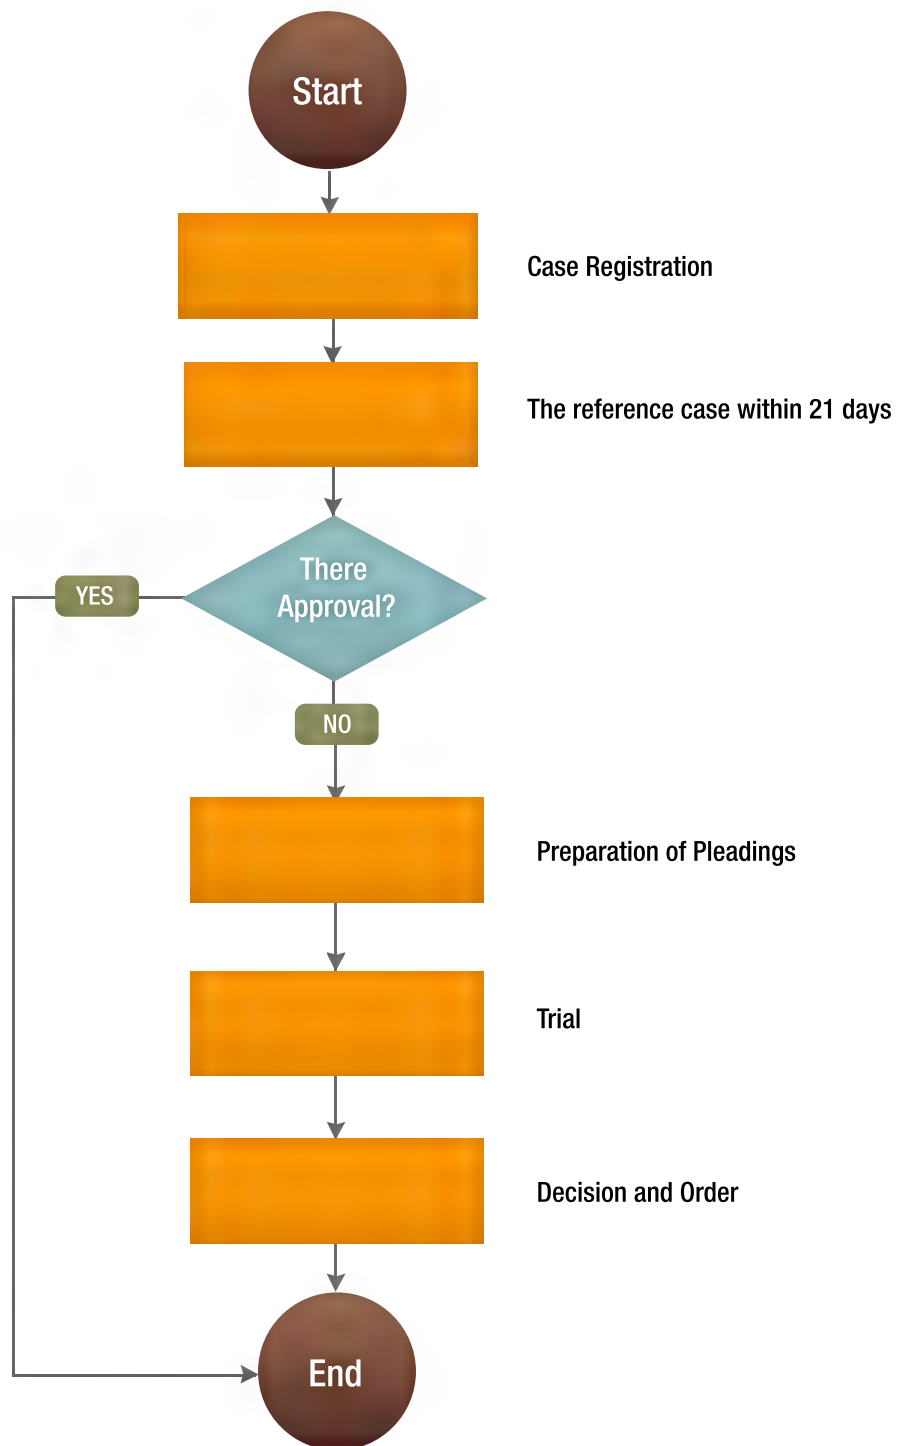 Start
Case Registration
The reference case within 21 days
There
Approval?
YES
NO
Preparation of Pleadings
Trial
Decision and Order
End